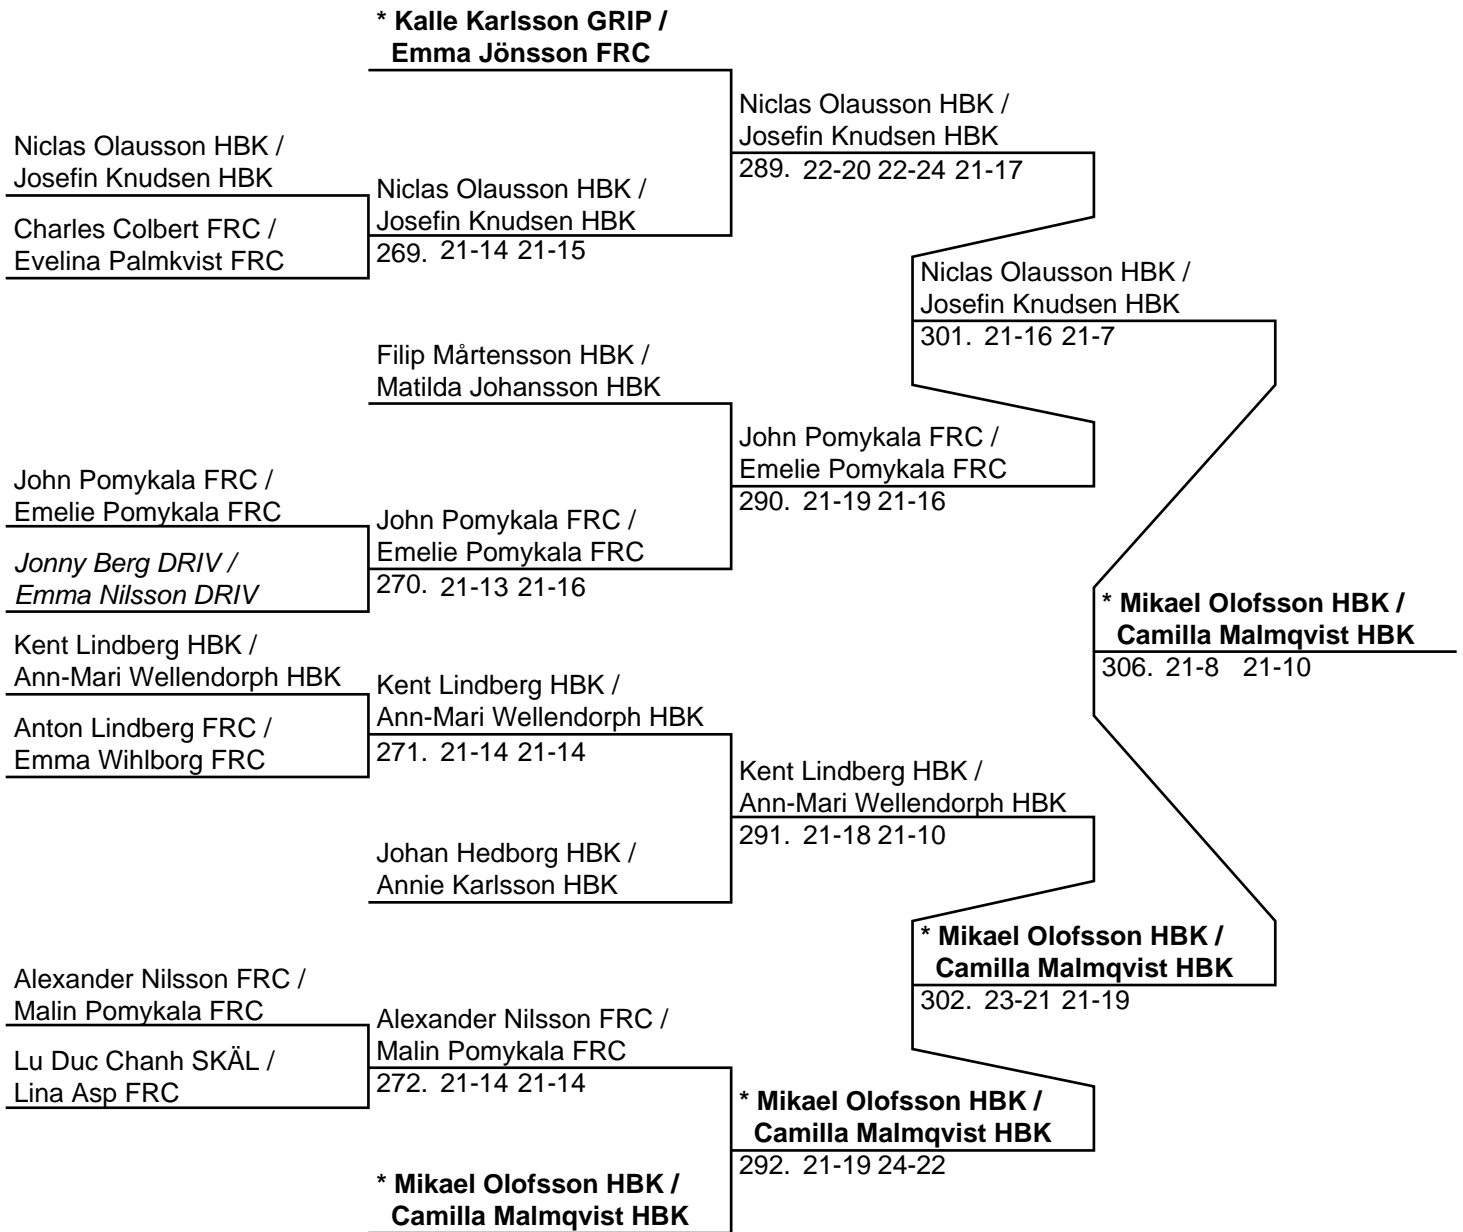 * Kalle Karlsson GRIP /
Emma Jönsson FRC
Niclas Olausson HBK /
Josefin Knudsen HBK
289. 22-20 22-24 21-17
Niclas Olausson HBK /
Josefin Knudsen HBK
Niclas Olausson HBK /
Josefin Knudsen HBK
269. 21-14 21-15
Charles Colbert FRC /
Evelina Palmkvist FRC
Niclas Olausson HBK /
Josefin Knudsen HBK
301. 21-16 21-7
Filip Mårtensson HBK /
Matilda Johansson HBK
John Pomykala FRC /
Emelie Pomykala FRC
290. 21-19 21-16
John Pomykala FRC /
Emelie Pomykala FRC
John Pomykala FRC /
Emelie Pomykala FRC
270. 21-13 21-16
Jonny Berg DRIV /
Emma Nilsson DRIV
* Mikael Olofsson HBK /
Camilla Malmqvist HBK
306. 21-8 21-10
Kent Lindberg HBK /
Ann-Mari Wellendorph HBK
Kent Lindberg HBK /
Ann-Mari Wellendorph HBK
271. 21-14 21-14
Anton Lindberg FRC /
Emma Wihlborg FRC
Kent Lindberg HBK /
Ann-Mari Wellendorph HBK
291. 21-18 21-10
Johan Hedborg HBK /
Annie Karlsson HBK
* Mikael Olofsson HBK /
Camilla Malmqvist HBK
302. 23-21 21-19
Alexander Nilsson FRC /
Malin Pomykala FRC
Alexander Nilsson FRC /
Malin Pomykala FRC
272. 21-14 21-14
Lu Duc Chanh SKÄL /
Lina Asp FRC
* Mikael Olofsson HBK /
Camilla Malmqvist HBK
292. 21-19 24-22
* Mikael Olofsson HBK /
Camilla Malmqvist HBK